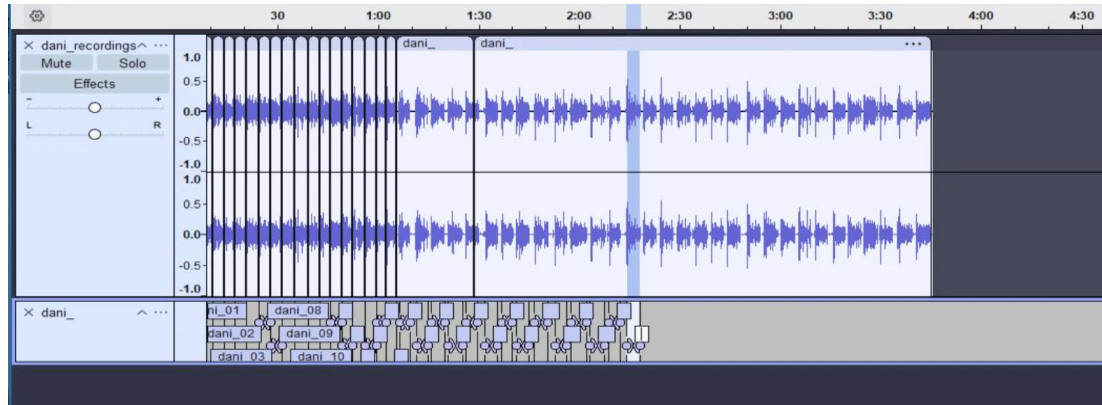 30 1:00 1:30 2:00 2:30 3:00 3:30 4:00 4:30
× dani_recordings ...
Mute Solo
Effects
- +
L R
1.0
0.5
0.0
-0.5
-1.0
1.0
0.5
0.0
-0.5
-1.0
dani_ dani_ ...
× dani_ ...
ni_01 dani_08
dani_02 dani_09
dani_03 dani_10